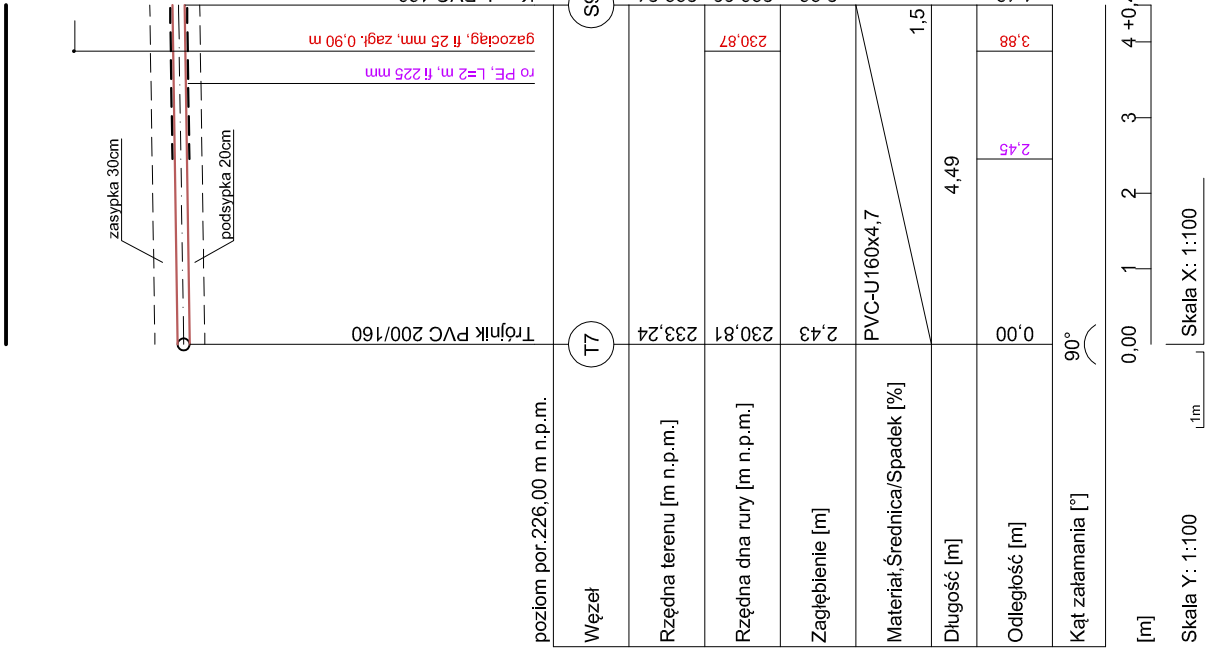 zasypka 30cm
podsypka 20cm
gazociąg, fi 25 mm, zagł. 0,90 m
ro PE, L=2 m, fi 225 mm
Trójnik PVC 200/160
poziom por.226,00 m n.p.m.
Węzeł
T7
Rzędna terenu [m n.p.m.]
233,24
Rzędna dna rury [m n.p.m.]
230,81
230,87
Zagłębienie [m]
2,43
Materiał,Średnica/Spadek [%]
PVC-U160x4,7
1,5
Długość [m]
4,49
Odległość [m]
0,00
2,45
3,88
Kąt załamania [°]
90°
[m]
0,00
1
2
3
4
Skala Y: 1:100
1m
Skala X: 1:100